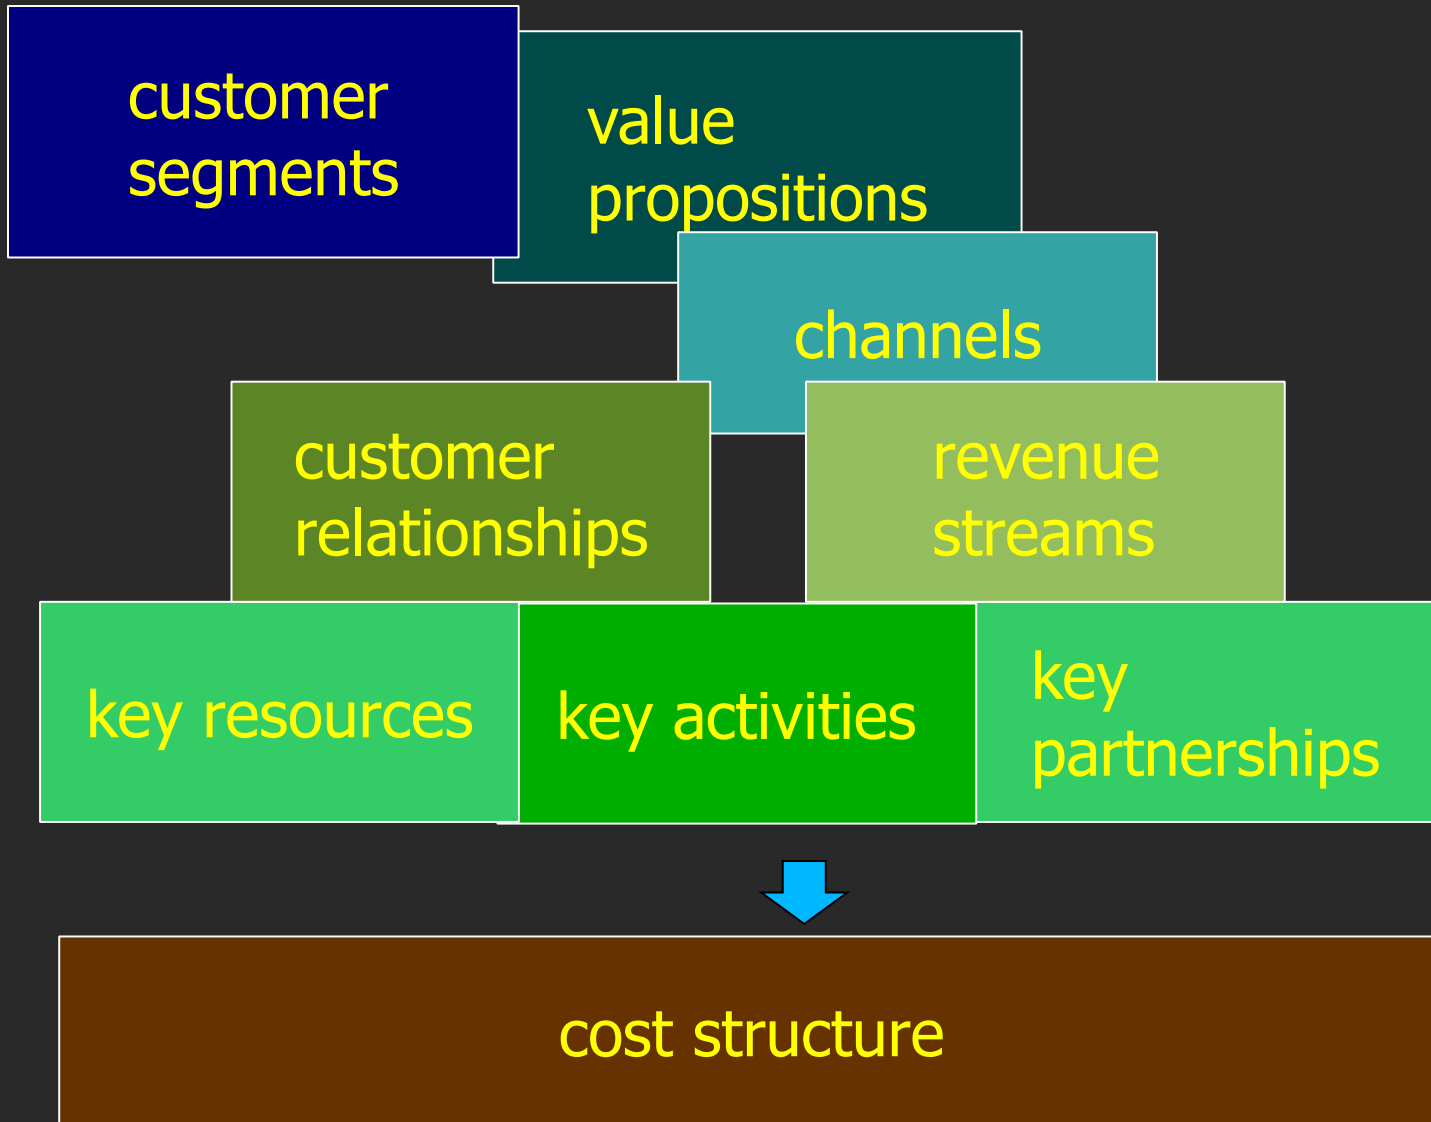 customer
segments
value
propositions
channels
customer
relationships
revenue
streams
key resources
key activities
key
partnerships
cost structure